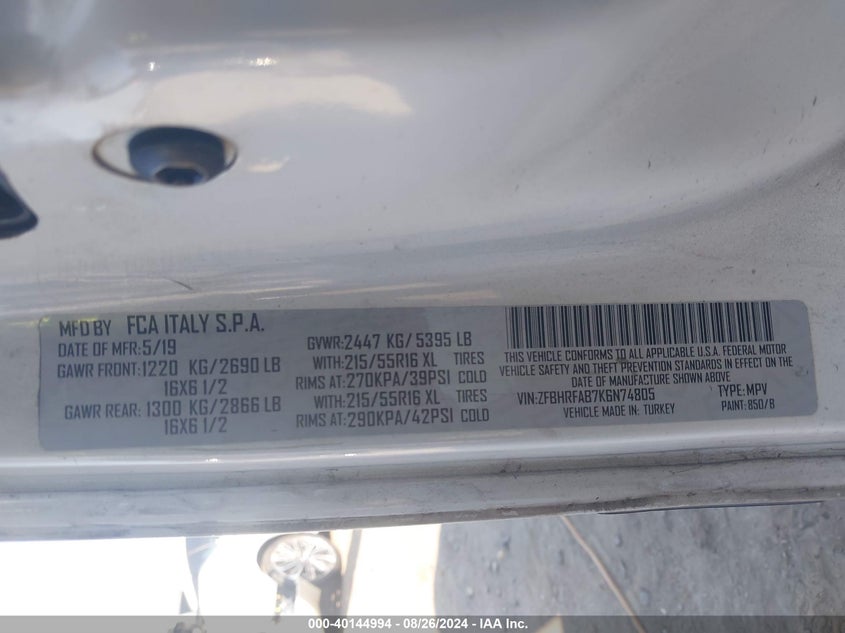 MFD BY FCA ITALY S.P.A.
DATE OF MFR: 5/19
GAWR FRONT: 1220 KG/2690 LB
16X6 1/2
GAWR REAR: 1300 KG/2866 LB
16X6 1/2
GVWR: 2447 KG/ 5395 LB
WITH: 215/55R16 XL TIRES
RIMS AT: 270KPA/39PSI COLD
WITH: 215/55R16 XL TIRES
RIMS AT: 290KPA/42PSI COLD
THIS VEHICLE CONFORMS TO ALL APPLICABLE U.S.A. FEDERAL MOTOR
VEHICLE SAFETY AND THEFT PREVENTION STANDARDS IN EFFECT ON THE
DATE OF MANUFACTURE SHOWN ABOVE
VIN: ZFBHRFAB7K6N74805 TYPE: MPV
VEHICLE MADE IN: TURKEY PAINT: 850/B
000-40144994 - 08/26/2024 - IAA Inc.